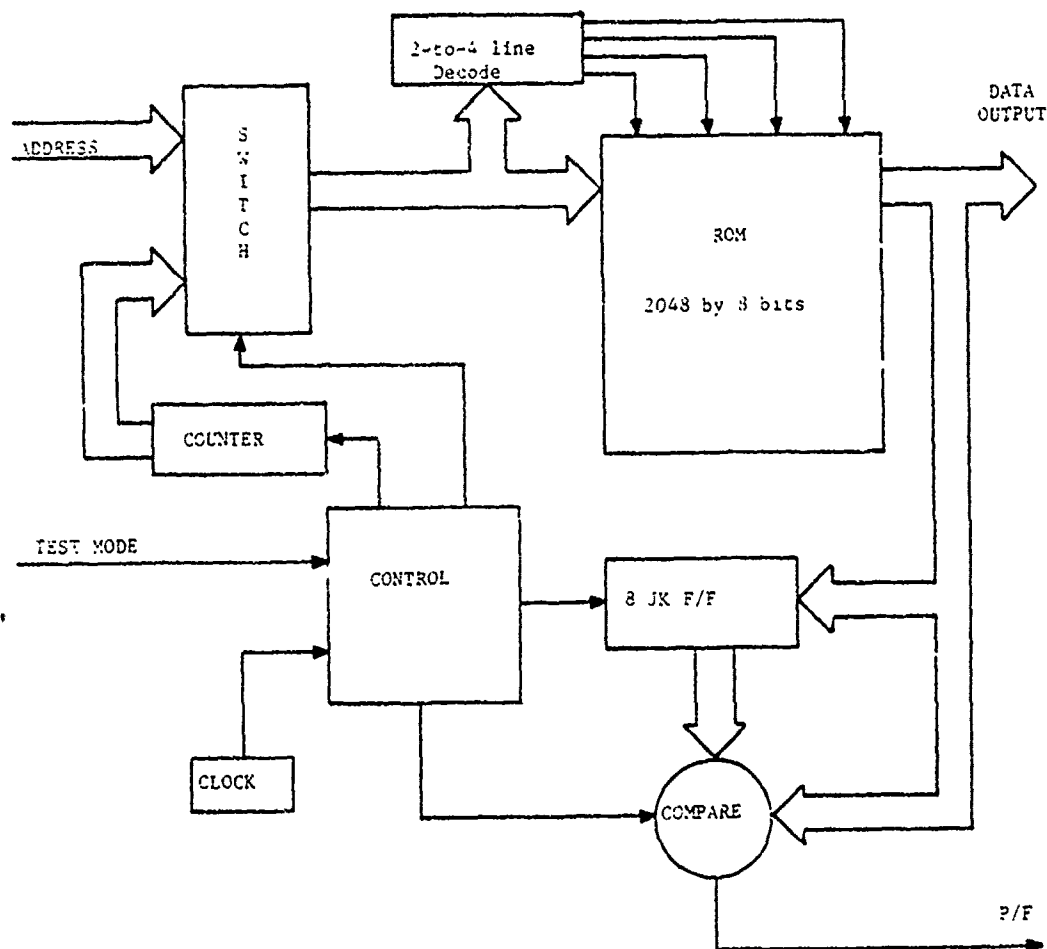 2-to-4 line
Decode
DATA
OUTPUT
ADDRESS
S
W
I
T
C
H
ROM
2048 by 8 bits
COUNTER
TEST MODE
CONTROL
8 JK F/F
CLOCK
COMPARE
P/F